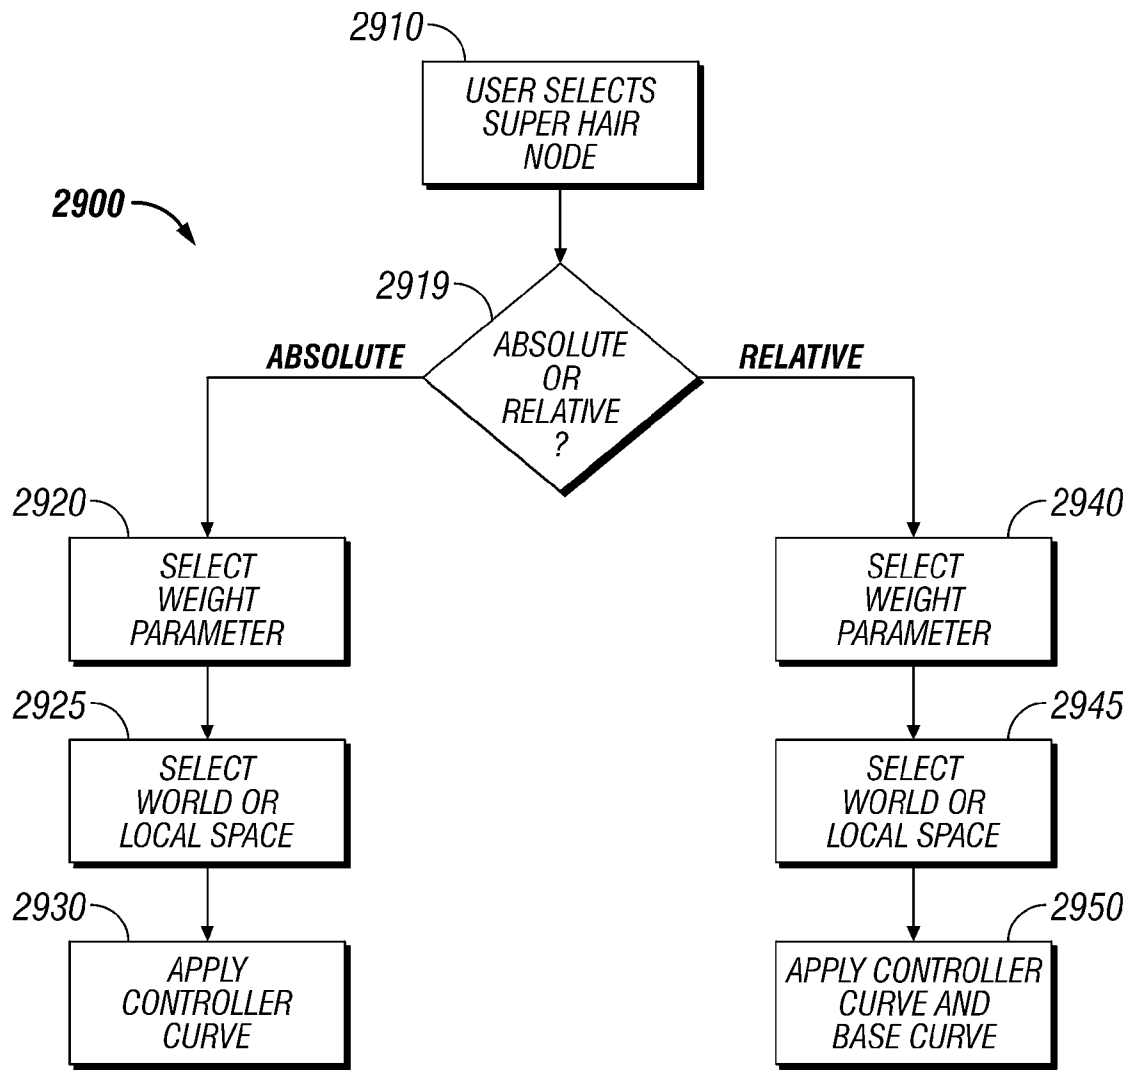 2910
USER SELECTS
SUPER HAIR
NODE
2900
2919
ABSOLUTE
OR
RELATIVE
?
ABSOLUTE
RELATIVE
2920
SELECT
WEIGHT
PARAMETER
2940
SELECT
WEIGHT
PARAMETER
2925
SELECT
WORLD OR
LOCAL SPACE
2945
SELECT
WORLD OR
LOCAL SPACE
2930
APPLY
CONTROLLER
CURVE
2950
APPLY CONTROLLER
CURVE AND
BASE CURVE